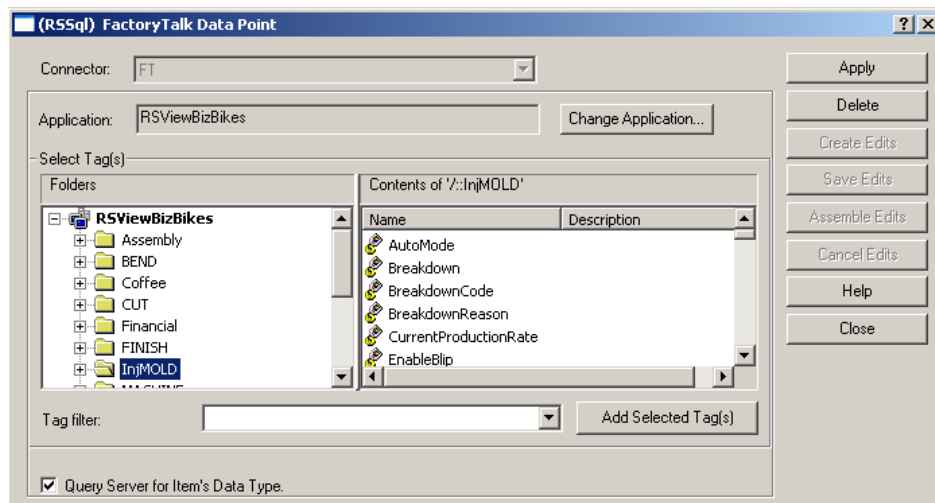 (RSSql) FactoryTalk Data Point
Connector: FT
Apply
Application: RSViewBizBikes Change Application...
Delete
Create Edits
Select Tag(s)
Folders Contents of '/::InjMOLD'
Save Edits
RSViewBizBikes Name Description
Assemble Edits
Assembly AutoMode
BEND Breakdown
Cancel Edits
Coffee BreakdownCode
Help
CUT BreakdownReason
Financial CurrentProductionRate
Close
FINISH EnableBlip
InjMOLD
Tag filter: Add Selected Tag(s)
Query Server for Item's Data Type.